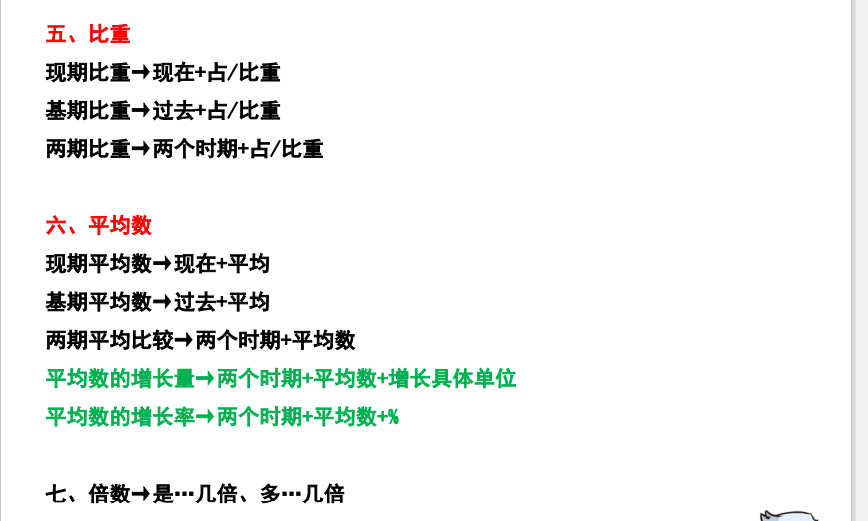 五、比重
现期比重→现在+占/比重
基期比重→过去+占/比重
两期比重→两个时期+占/比重
六、平均数
现期平均数→现在+平均
基期平均数→过去+平均
两期平均比较→两个时期+平均数
平均数的增长量→两个时期+平均数+增长具体单位
平均数的增长率→两个时期+平均数+%
七、倍数→是…几倍、多…几倍